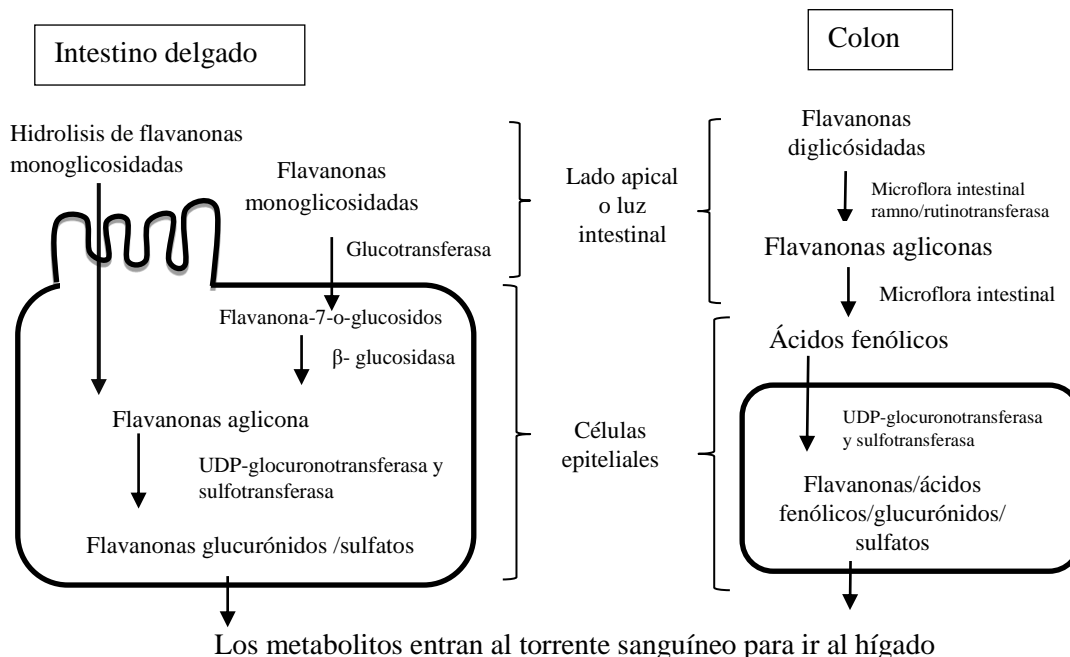 Intestino delgado
Hidrolisis de flavanonas
monoglicosidadas
Flavanonas
monoglicosidadas
Glucotransferasa
Flavanona-7-o-glucosidos
β- glucosidasa
Flavanonas aglicona
UDP-glocuronotransferasa y
sulfotransferasa
Flavanonas glucurónidos /sulfatos
Lado apical
o luz
intestinal
Células
epiteliales
Colon
Flavanonas
diglicósidadas
Microflora intestinal
ramno/rutinotransferasa
Flavanonas agliconas
Microflora intestinal
Ácidos fenólicos
UDP-glocuronotransferasa
y sulfotransferasa
Flavanonas/ácidos
fenólicos/glucurónidos/
sulfatos
Los metabolitos entran al torrente sanguíneo para ir al hígado